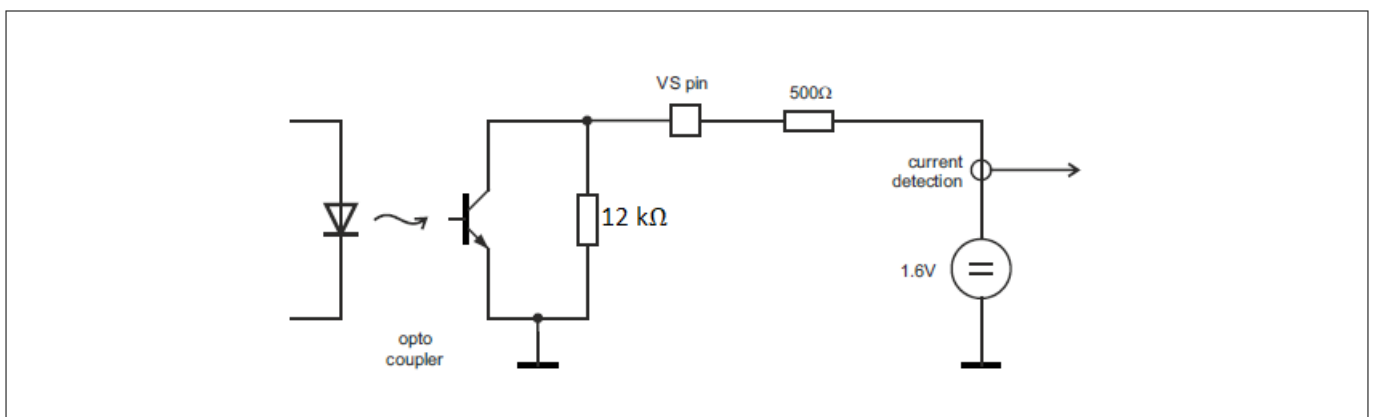 VS pin
500Ω
current
detection
12 kΩ
1.6V
opto
coupler